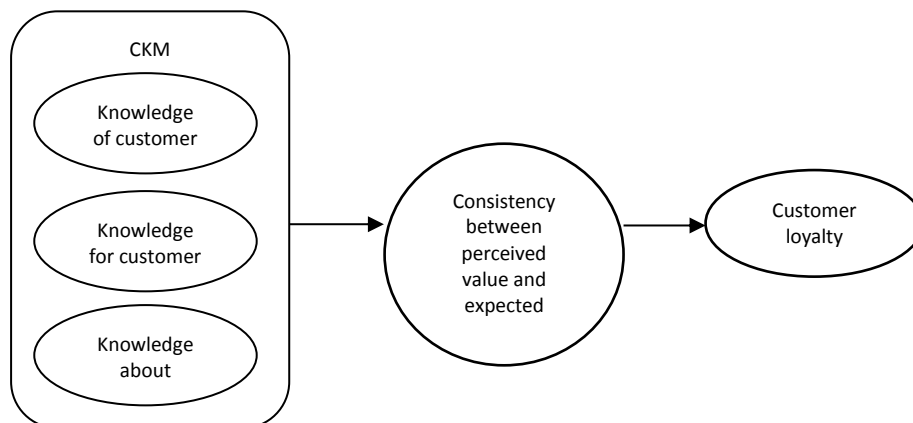 CKM
Knowledge
of customer
Knowledge
for customer
Knowledge
about
Consistency
between
perceived
value and
expected
Customer
loyalty